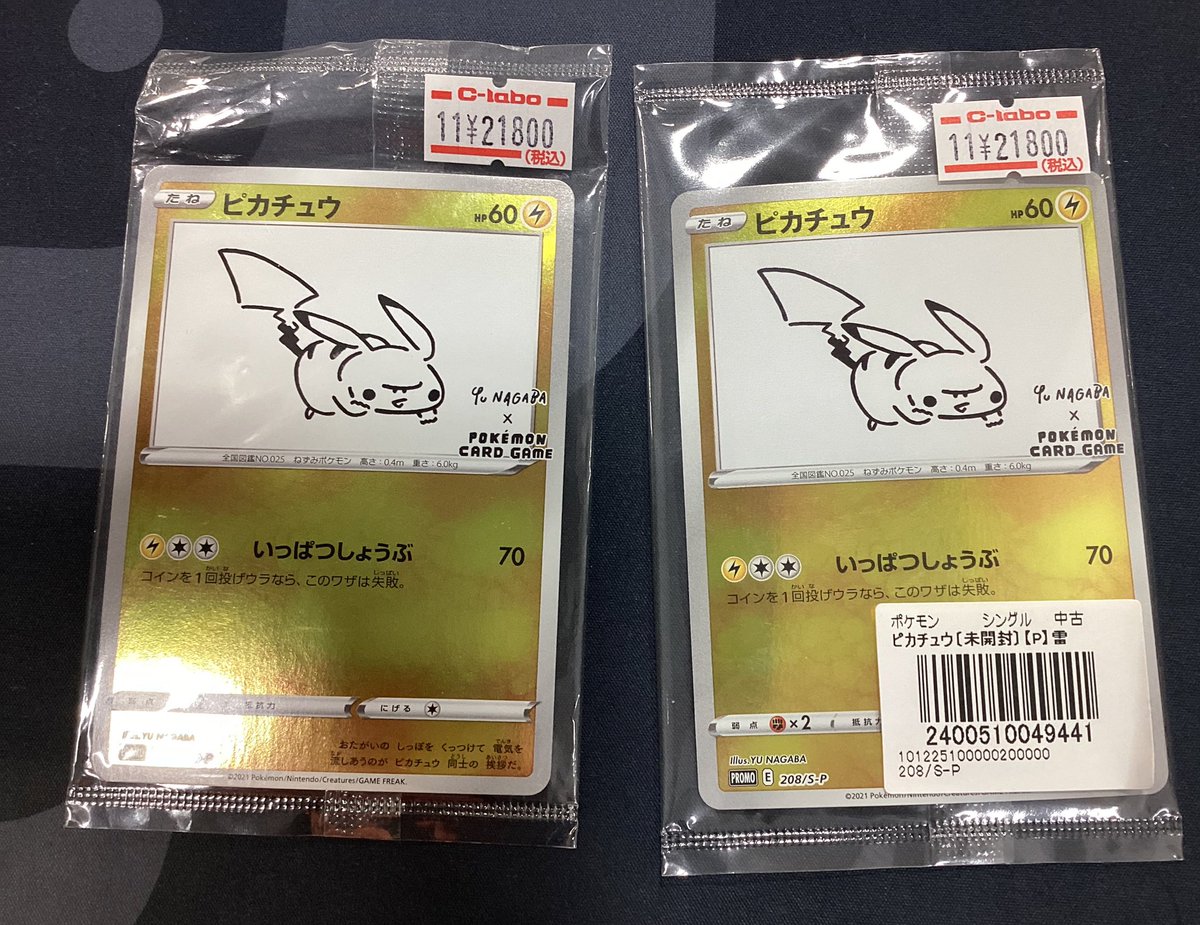 C-labo
11¥21800
(税込)
たね ピカチュウ HP60
Yu NAGABA
×
POKÉMON
CARD GAME
全国図鑑NO.025 ねずみポケモン 高さ:0.4m 重さ:6.0kg
いっぱつしょうぶ 70
コインを1回投げウラなら、このワザは失敗。
弱点 抵抗力 にげる
Illus.YU NAGABA
おたがいの しっぽを くっつけて 電気を
流しあうのが ピカチュウ 同士の 挨拶だ。
©2021 Pokémon/Nintendo/Creatures/GAME FREAK.
C-labo
11¥21800
(税込)
たね ピカチュウ HP60
Yu NAGABA
×
POKÉMON
CARD GAME
全国図鑑NO.025 ねずみポケモン 高さ:0.4m 重さ:6.0kg
いっぱつしょうぶ 70
コインを1回投げウラなら、このワザは失敗。
弱点 ×2 抵抗力
Illus.YU NAGABA
PROMO E 208/S-P
©2021 Pokémon/Nintendo/Creatures/
ポケモン シングル 中古
ピカチュウ〔未開封〕【P】雷
2400510049441
101225100000200000
208/S-P